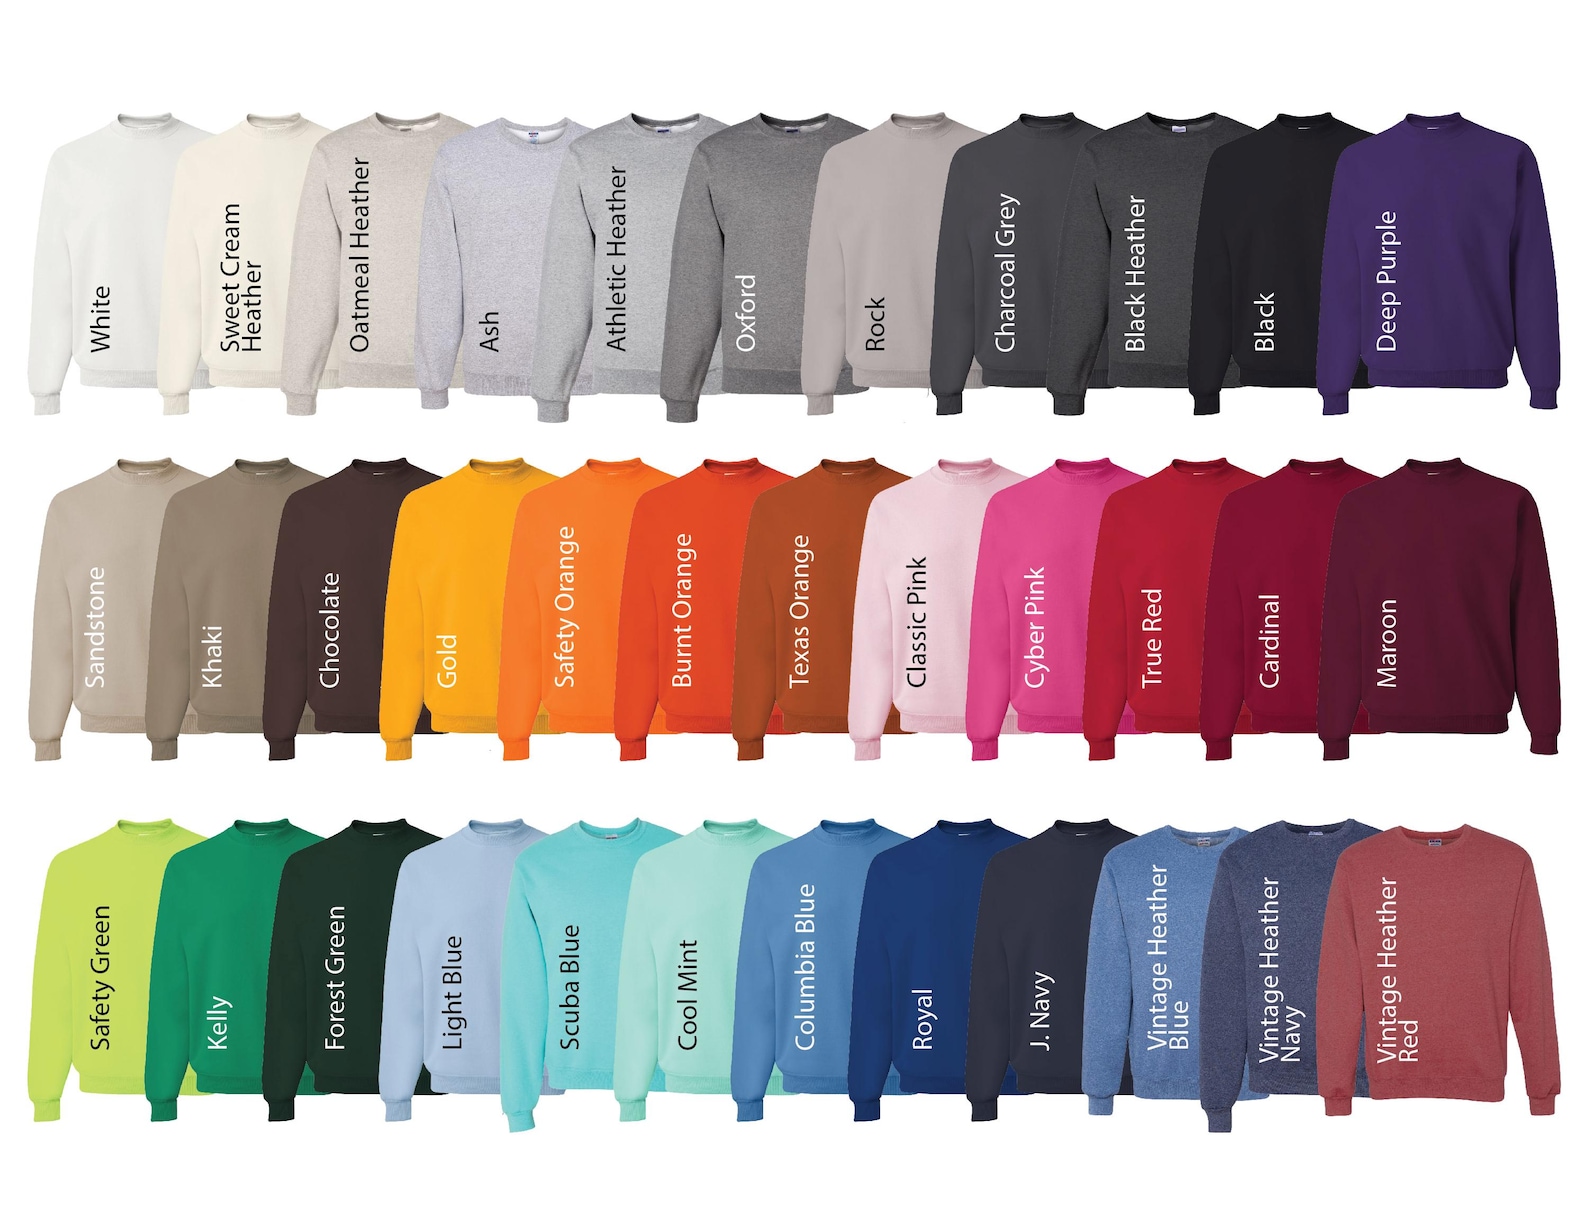 White
Sweet Cream
Heather
Oatmeal Heather
Ash
Athletic Heather
Oxford
Rock
Charcoal Grey
Black Heather
Black
Deep Purple
Sandstone
Khaki
Chocolate
Gold
Safety Orange
Burnt Orange
Texas Orange
Classic Pink
Cyber Pink
True Red
Cardinal
Maroon
Safety Green
Kelly
Forest Green
Light Blue
Scuba Blue
Cool Mint
Columbia Blue
Royal
J. Navy
Vintage Heather
Blue
Vintage Heather
Navy
Vintage Heather
Red